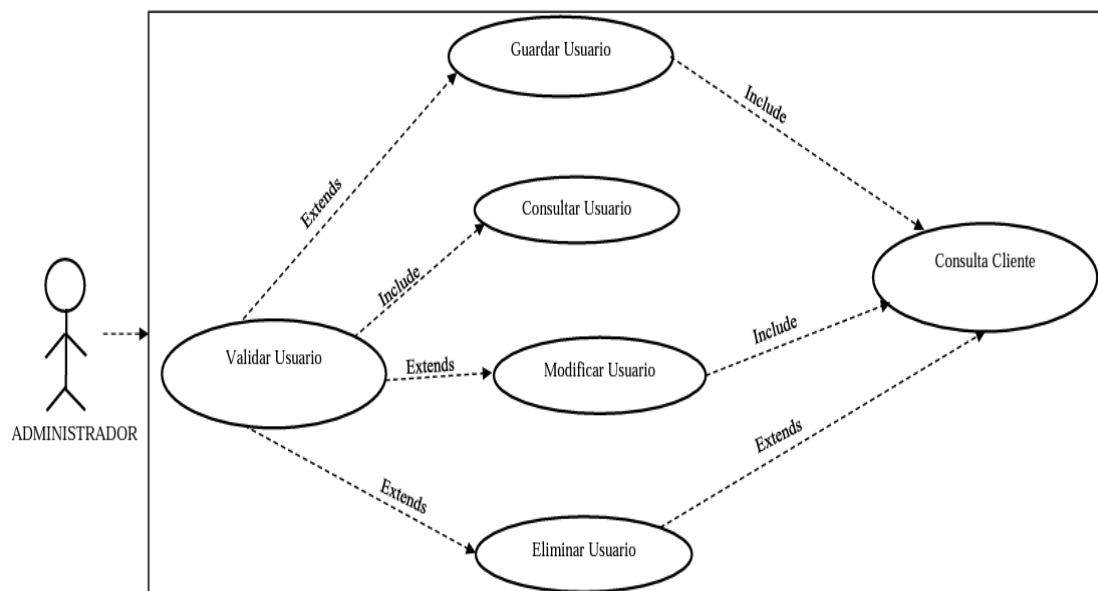 Guardar Usuario
Include
Extends
Consultar Usuario
Include
Consulta Cliente
Validar Usuario
Extends
Modificar Usuario
Include
ADMINISTRADOR
Extends
Extends
Eliminar Usuario